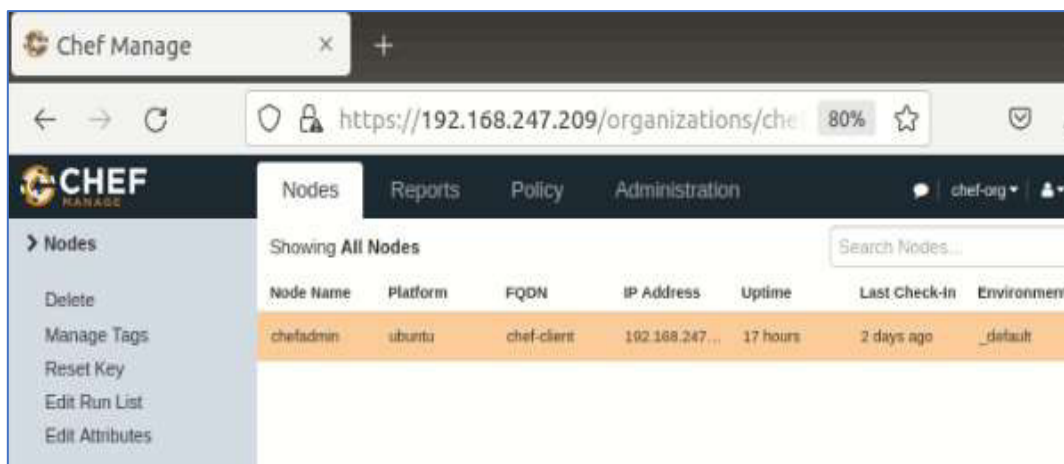 Chef Manage
https://192.168.247.209/organizations/che 80%
CHEF
MANAGE
Nodes Reports Policy Administration chef-org
Nodes
Delete
Manage Tags
Reset Key
Edit Run List
Edit Attributes
Showing All Nodes Search Nodes...
Node Name Platform FQDN IP Address Uptime Last Check-In Environment
chefadmin ubuntu chef-client 192.168.247... 17 hours 2 days ago _default